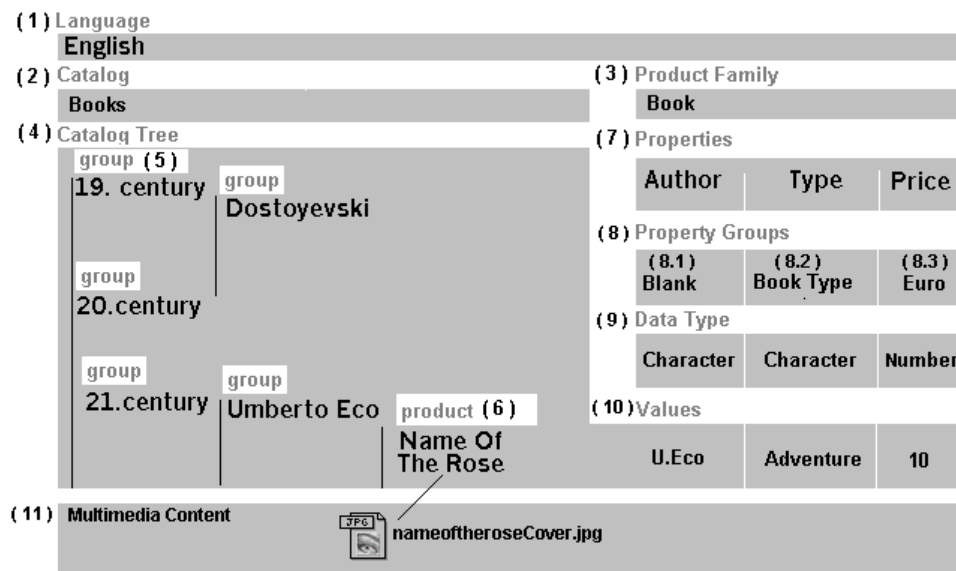 (1) Language
English
(2) Catalog
Books
(3) Product Family
Book
(4) Catalog Tree
group (5)
19. century
group
Dostoyevski
group
20.century
group
21.century
group
Umberto Eco
product (6)
Name Of
The Rose
(7) Properties
Author Type Price
(8) Property Groups
(8.1) (8.2) (8.3)
Blank Book Type Euro
(9) Data Type
Character Character Number
(10) Values
U.Eco Adventure 10
(11) Multimedia Content
JPG
nameoftheroseCover.jpg